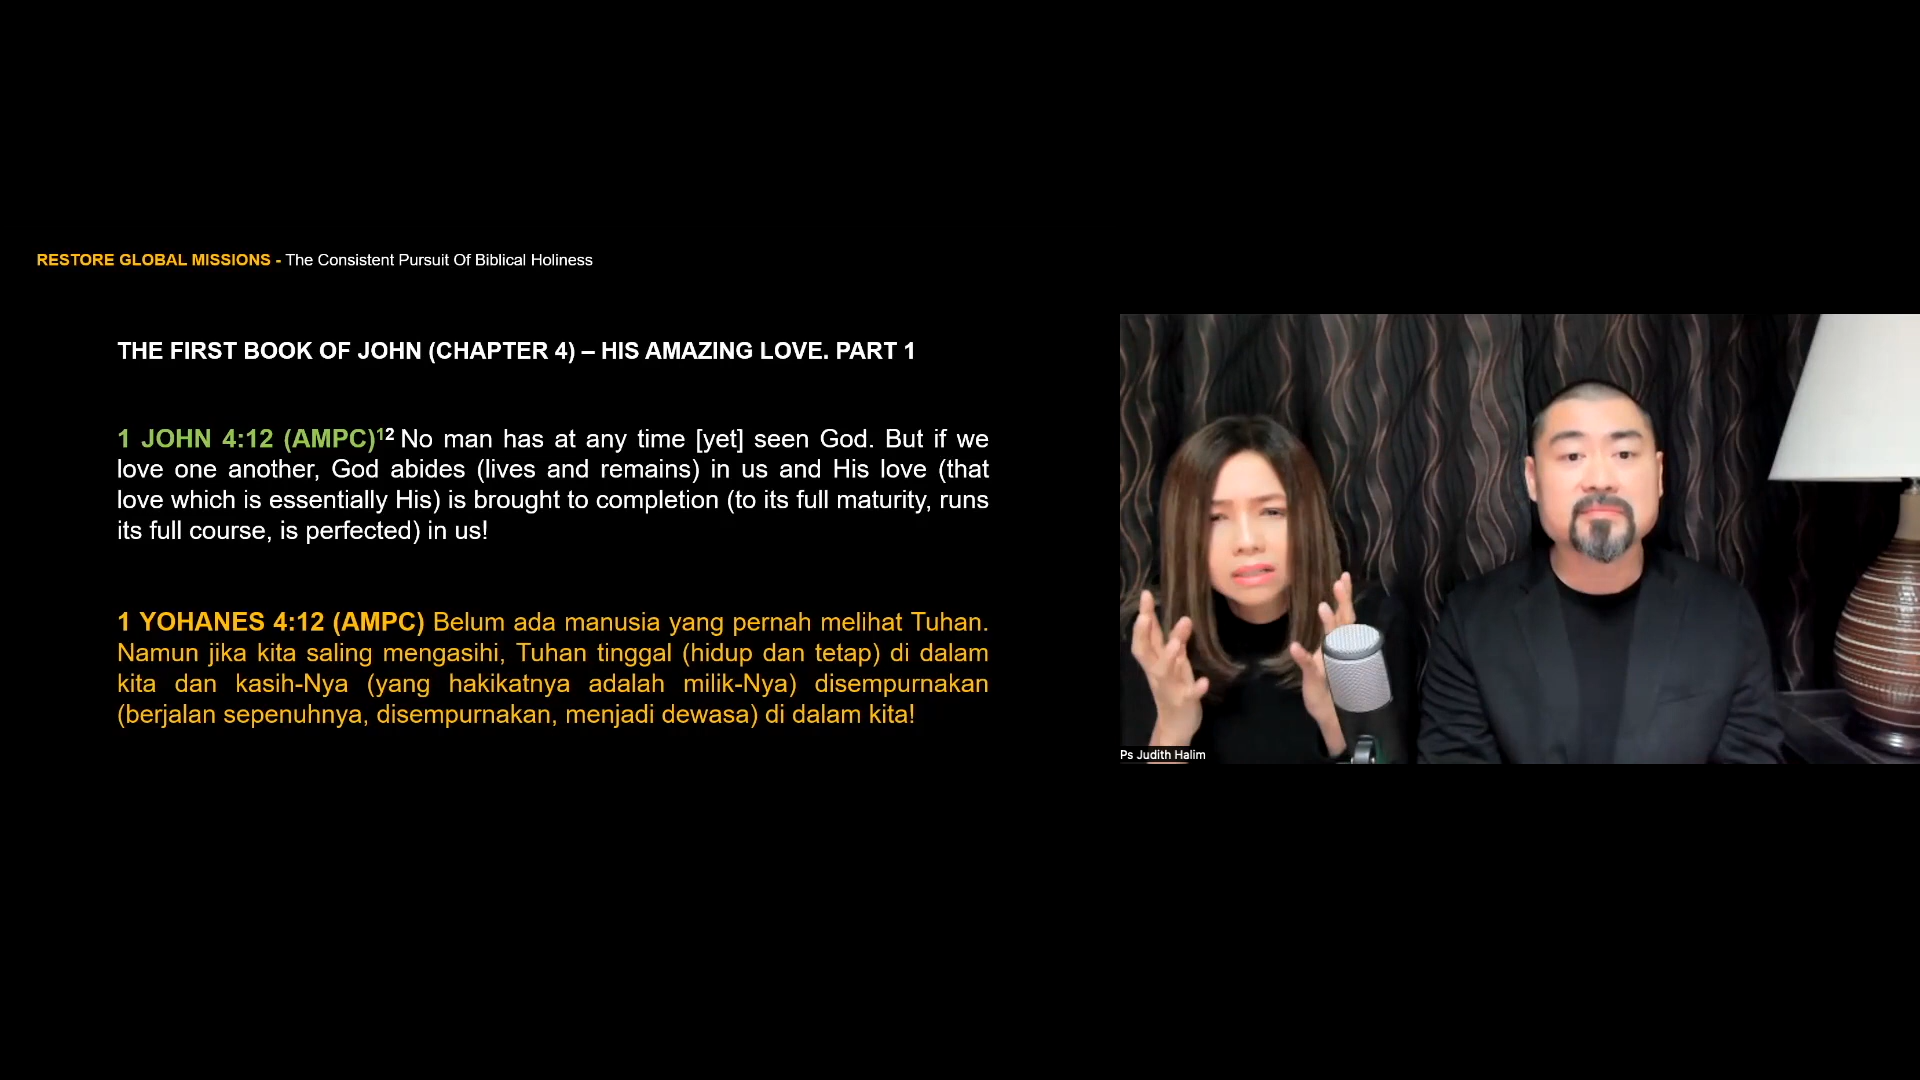 RESTORE GLOBAL MISSIONS - The Consistent Pursuit Of Biblical Holiness
THE FIRST BOOK OF JOHN (CHAPTER 4) – HIS AMAZING LOVE. PART 1
1 JOHN 4:12 (AMPC)¹² No man has at any time [yet] seen God. But if we
love one another, God abides (lives and remains) in us and His love (that
love which is essentially His) is brought to completion (to its full maturity, runs
its full course, is perfected) in us!
1 YOHANES 4:12 (AMPC) Belum ada manusia yang pernah melihat Tuhan.
Namun jika kita saling mengasihi, Tuhan tinggal (hidup dan tetap) di dalam
kita dan kasih-Nya (yang hakikatnya adalah milik-Nya) disempurnakan
(berjalan sepenuhnya, disempurnakan, menjadi dewasa) di dalam kita!
Ps Judith Halim